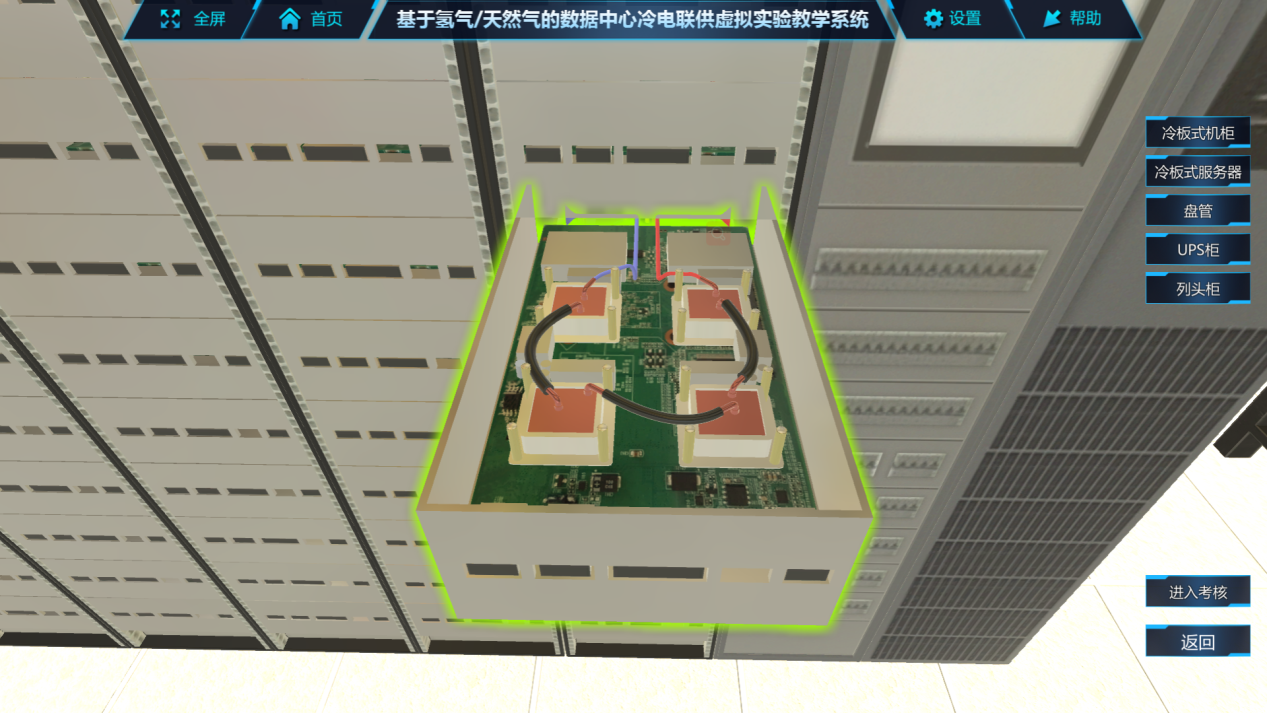 全屏
首页
基于氢气/天然气的数据中心冷电联供虚拟实验教学系统
设置
帮助
冷板式机柜
冷板式服务器
盘管
UPS柜
列头柜
进入考核
返回